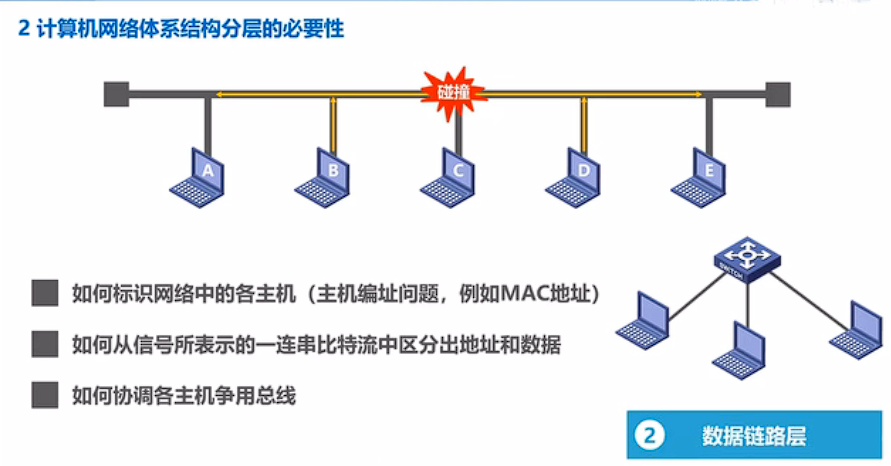 2 计算机网络体系结构分层的必要性
碰撞
A
B
C
D
E
SWITCH
如何标识网络中的各主机（主机编址问题，例如MAC地址）
如何从信号所表示的一连串比特流中区分出地址和数据
如何协调各主机争用总线
2 数据链路层